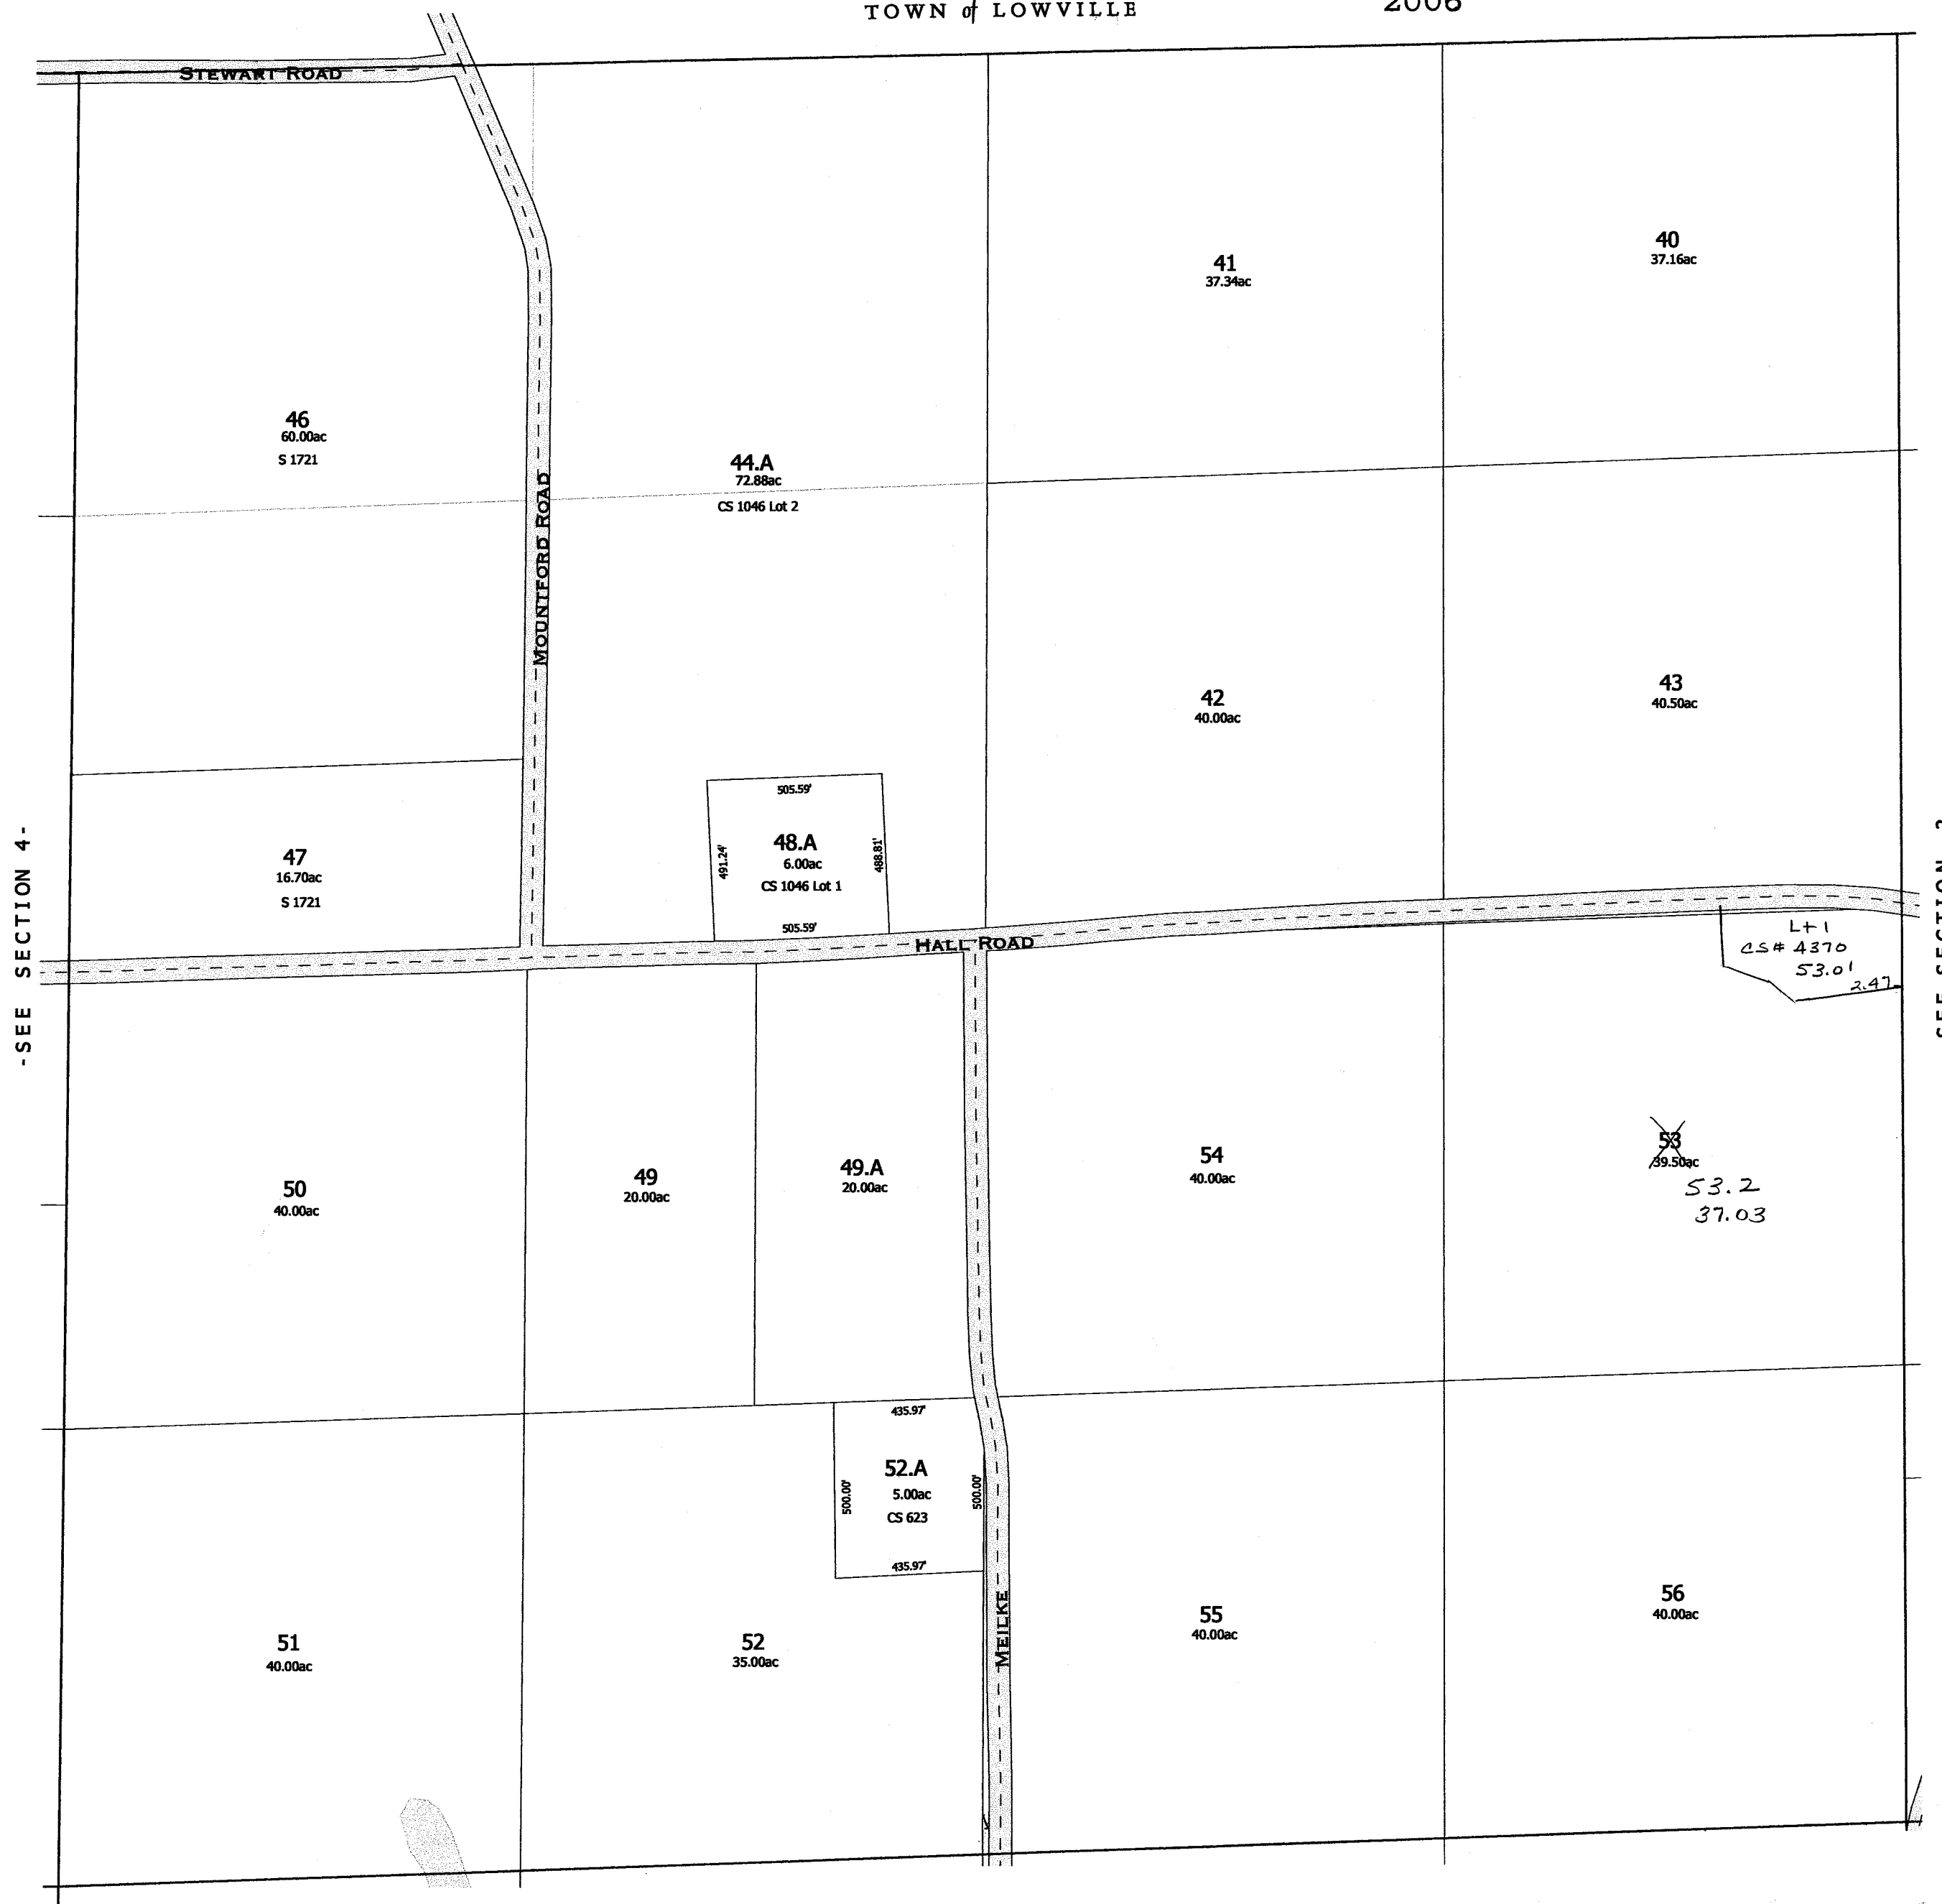 TOWN of LOWVILLE
2006
STEWART ROAD
40
37.16ac
41
37.34ac
46
60.00ac
S 1721
44.A
72.88ac
CS 1046 Lot 2
MOUNTFORD ROAD
42
40.00ac
43
40.50ac
505.59'
491.24'
48.A
6.00ac
CS 1046 Lot 1
488.81'
505.59'
47
16.70ac
S 1721
-SEE SECTION 4-
SEE SECTION
HALL ROAD
Lt 1
CS# 4370
53.01
2.47
50
40.00ac
49
20.00ac
49.A
20.00ac
54
40.00ac
53
39.50ac
53.2
37.03
435.97'
500.00'
52.A
5.00ac
CS 623
500.00'
435.97'
MEILKE
51
40.00ac
52
35.00ac
55
40.00ac
56
40.00ac